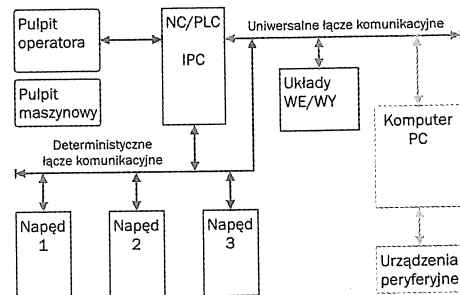 Pulpit
operatora
NC/PLC
IPC
Uniwersalne łącze komunikacyjne
Pulpit
maszynowy
Układy
WE/WY
Komputer
PC
Deterministyczne
łącze komunikacyjne
Napęd
1
Napęd
2
Napęd
3
Urządzenia
peryferyjne